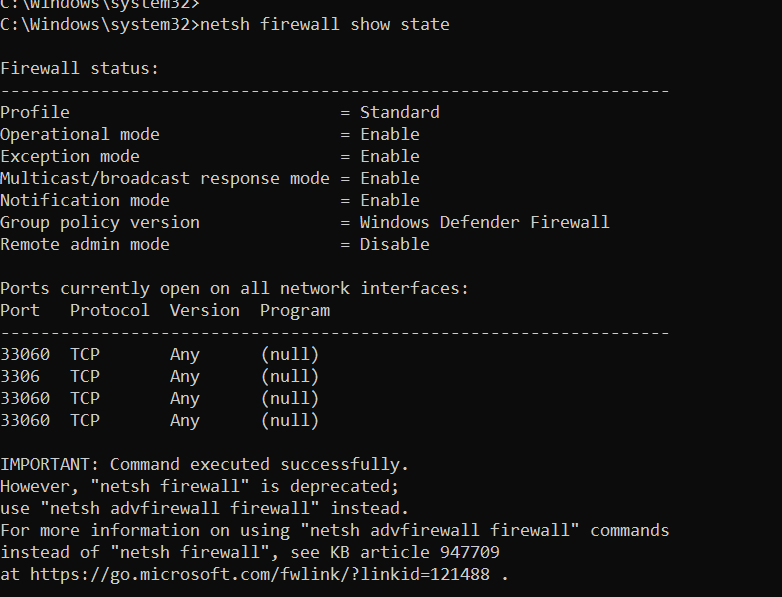 C:\Windows\system32>
C:\Windows\system32>netsh firewall show state
Firewall status:
-------------------------------------------------------------------
Profile                           = Standard
Operational mode                  = Enable
Exception mode                    = Enable
Multicast/broadcast response mode = Enable
Notification mode                 = Enable
Group policy version              = Windows Defender Firewall
Remote admin mode                 = Disable
Ports currently open on all network interfaces:
Port   Protocol  Version  Program
-------------------------------------------------------------------
33060  TCP       Any      (null)
3306   TCP       Any      (null)
33060  TCP       Any      (null)
33060  TCP       Any      (null)
IMPORTANT: Command executed successfully.
However, "netsh firewall" is deprecated;
use "netsh advfirewall firewall" instead.
For more information on using "netsh advfirewall firewall" commands
instead of "netsh firewall", see KB article 947709
at https://go.microsoft.com/fwlink/?linkid=121488 .